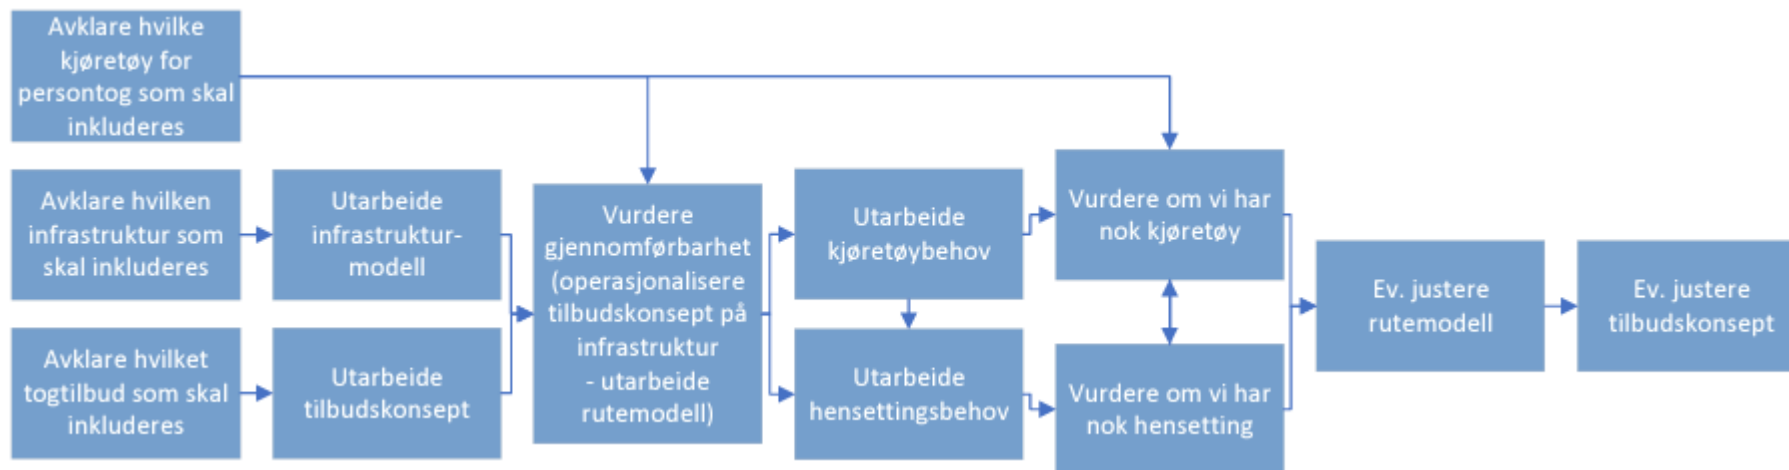 Avklare hvilke
kjøretøy for
persontog som skal
inkluderes
Avklare hvilken
infrastruktur som
skal inkluderes
Utarbeide
infrastruktur-
modell
Avklare hvilket
togtilbud som skal
inkluderes
Utarbeide
tilbudskonsept
Vurdere
gjennomførbarhet
(operasjonalisere
tilbudskonsept på
infrastruktur
- utarbeide
rutemodell)
Utarbeide
kjøretøybehov
Utarbeide
hensettingsbehov
Vurdere om vi har
nok kjøretøy
Vurdere om vi har
nok hensetting
Ev. justere
rutemodell
Ev. justere
tilbudskonsept